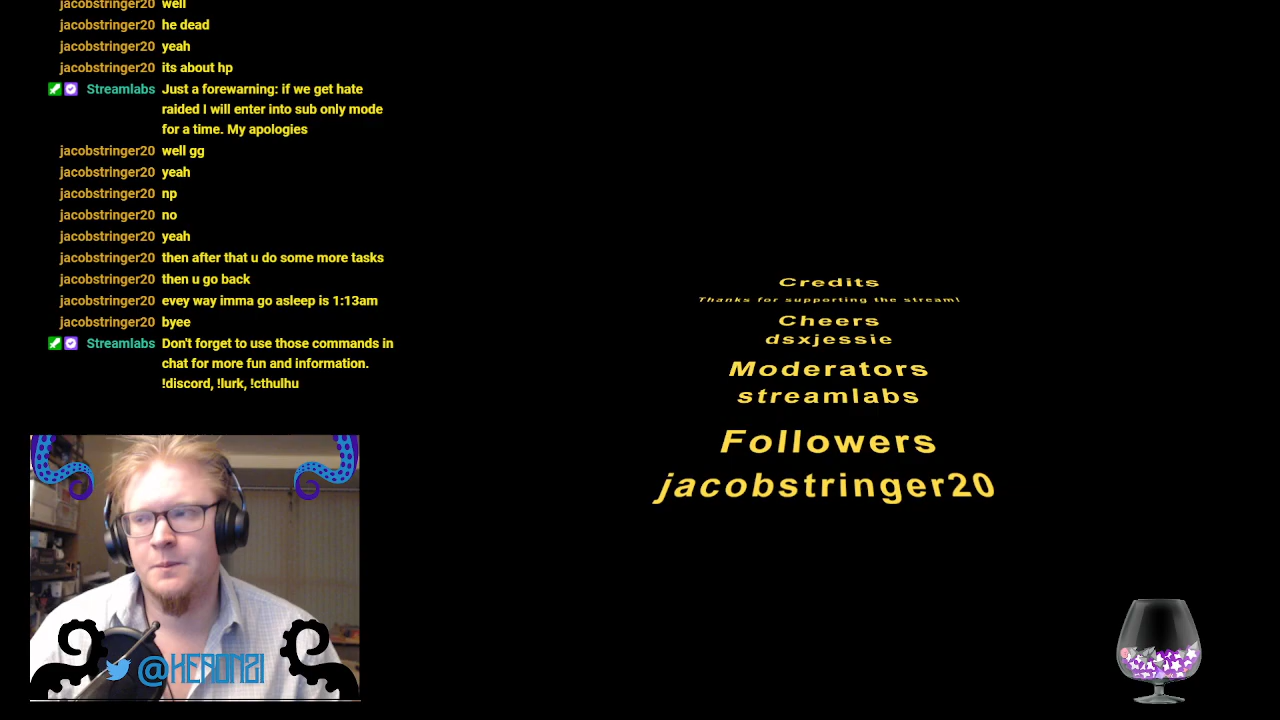 jacobstringer20 well
jacobstringer20 he dead
jacobstringer20 yeah
jacobstringer20 its about hp
Streamlabs Just a forewarning: if we get hate
raided I will enter into sub only mode
for a time. My apologies
jacobstringer20 well gg
jacobstringer20 yeah
jacobstringer20 np
jacobstringer20 no
jacobstringer20 yeah
jacobstringer20 then after that u do some more tasks
jacobstringer20 then u go back
jacobstringer20 evey way imma go asleep is 1:13am
jacobstringer20 byee
Streamlabs Don't forget to use those commands in
chat for more fun and information.
!discord, !lurk, !cthulhu
Credits
Thanks for supporting the stream!
Cheers
dsxjessie
Moderators
streamlabs
Followers
jacobstringer20